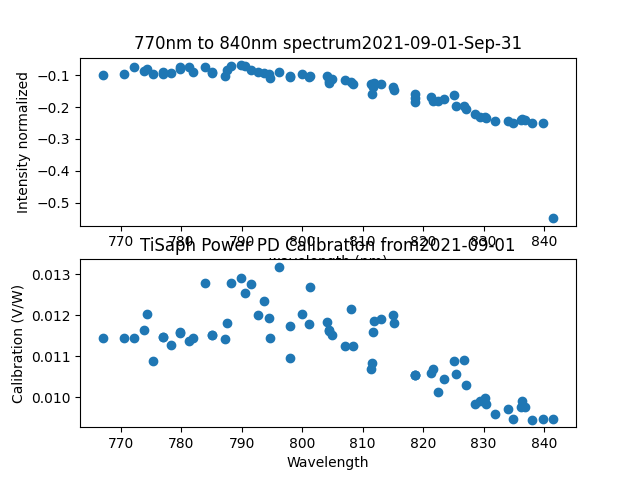 770nm to 840nm spectrum2021-09-01-Sep-31
Intensity normalized
−0.1
−0.2
−0.3
−0.4
−0.5
770 780 790 800 810 820 830 840
wavelength (nm)
TiSaph Power PD Calibration from2021-09-01
Calibration (V/W)
0.013
0.012
0.011
0.010
770 780 790 800 810 820 830 840
Wavelength